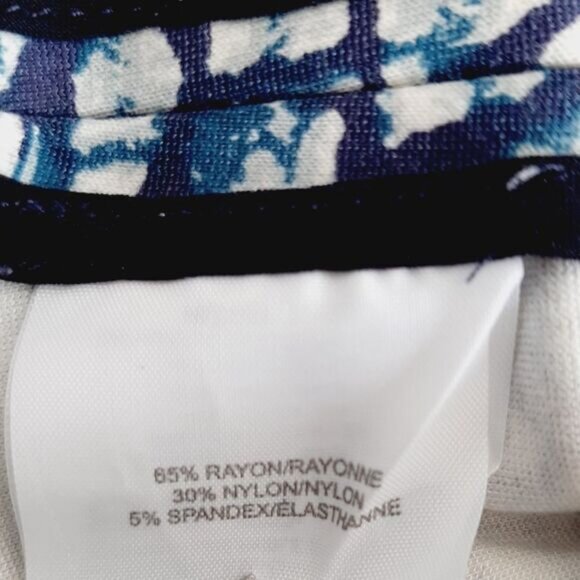 65% RAYON/RAYONNE
30% NYLON/NYLON
5% SPANDEX/ÉLASTHANNE